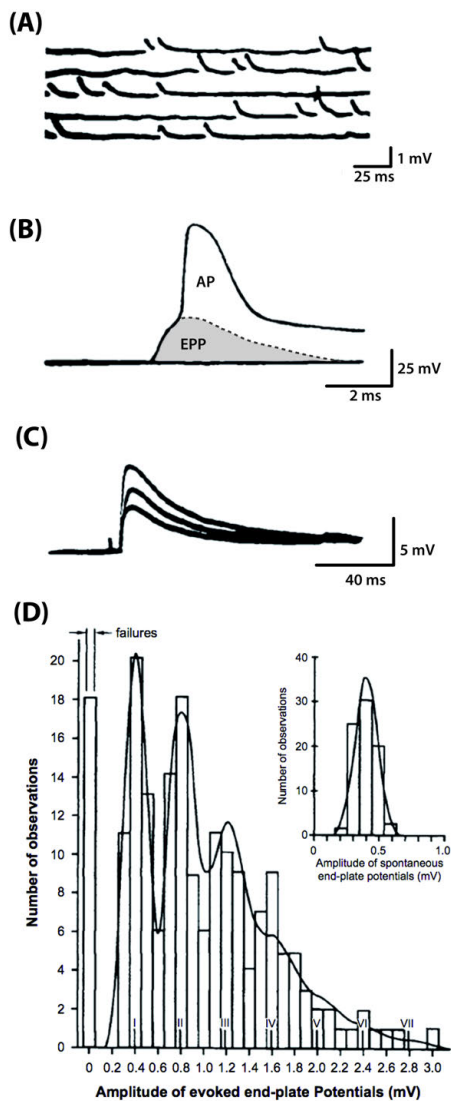 (A)
1 mV
25 ms
(B)
AP
EPP
25 mV
2 ms
(C)
5 mV
40 ms
(D)
failures
20
18
16
14
12
10
8
6
4
2
0
Number of observations
I II III IV V VI VII
0 0.2 0.4 0.6 0.8 1.0 1.2 1.4 1.6 1.8 2.0 2.2 2.4 2.6 2.8 3.0
Amplitude of evoked end-plate Potentials (mV)
50
40
30
20
10
0
Number of observations
0 0.5 1.0
Amplitude of spontaneous
end-plate potentials (mV)